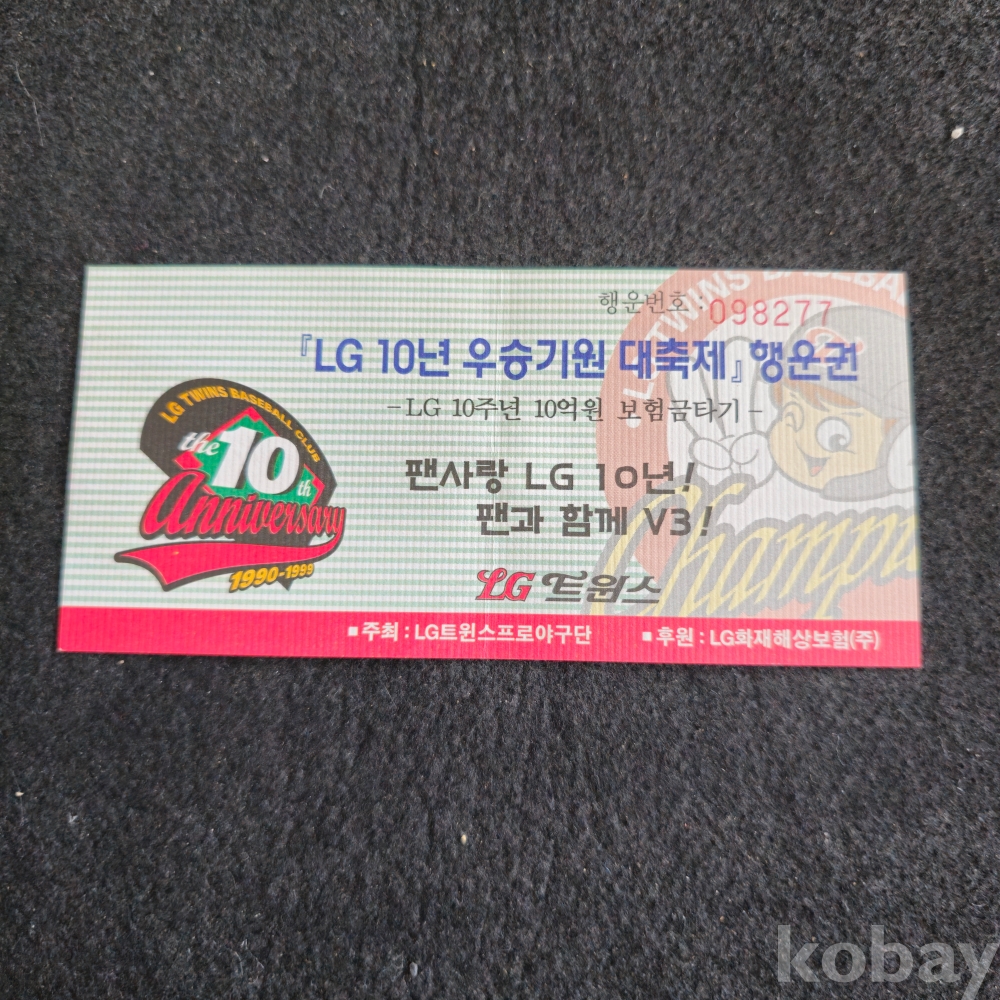 행운번호 : 098277
『LG 10년 우승기원 대축제』 행운권
-LG 10주년 10억원 보험금타기-
팬사랑 LG 10년!
팬과 함께 V3!
LG 트윈스
LG TWINS BASEBALL CLUB
the 10th
Anniversary
1990-1999
LG TWINS BASEBA
Champi
■ 주최 : LG트윈스프로야구단 ■ 후원 : LG화재해상보험(주)
kobay